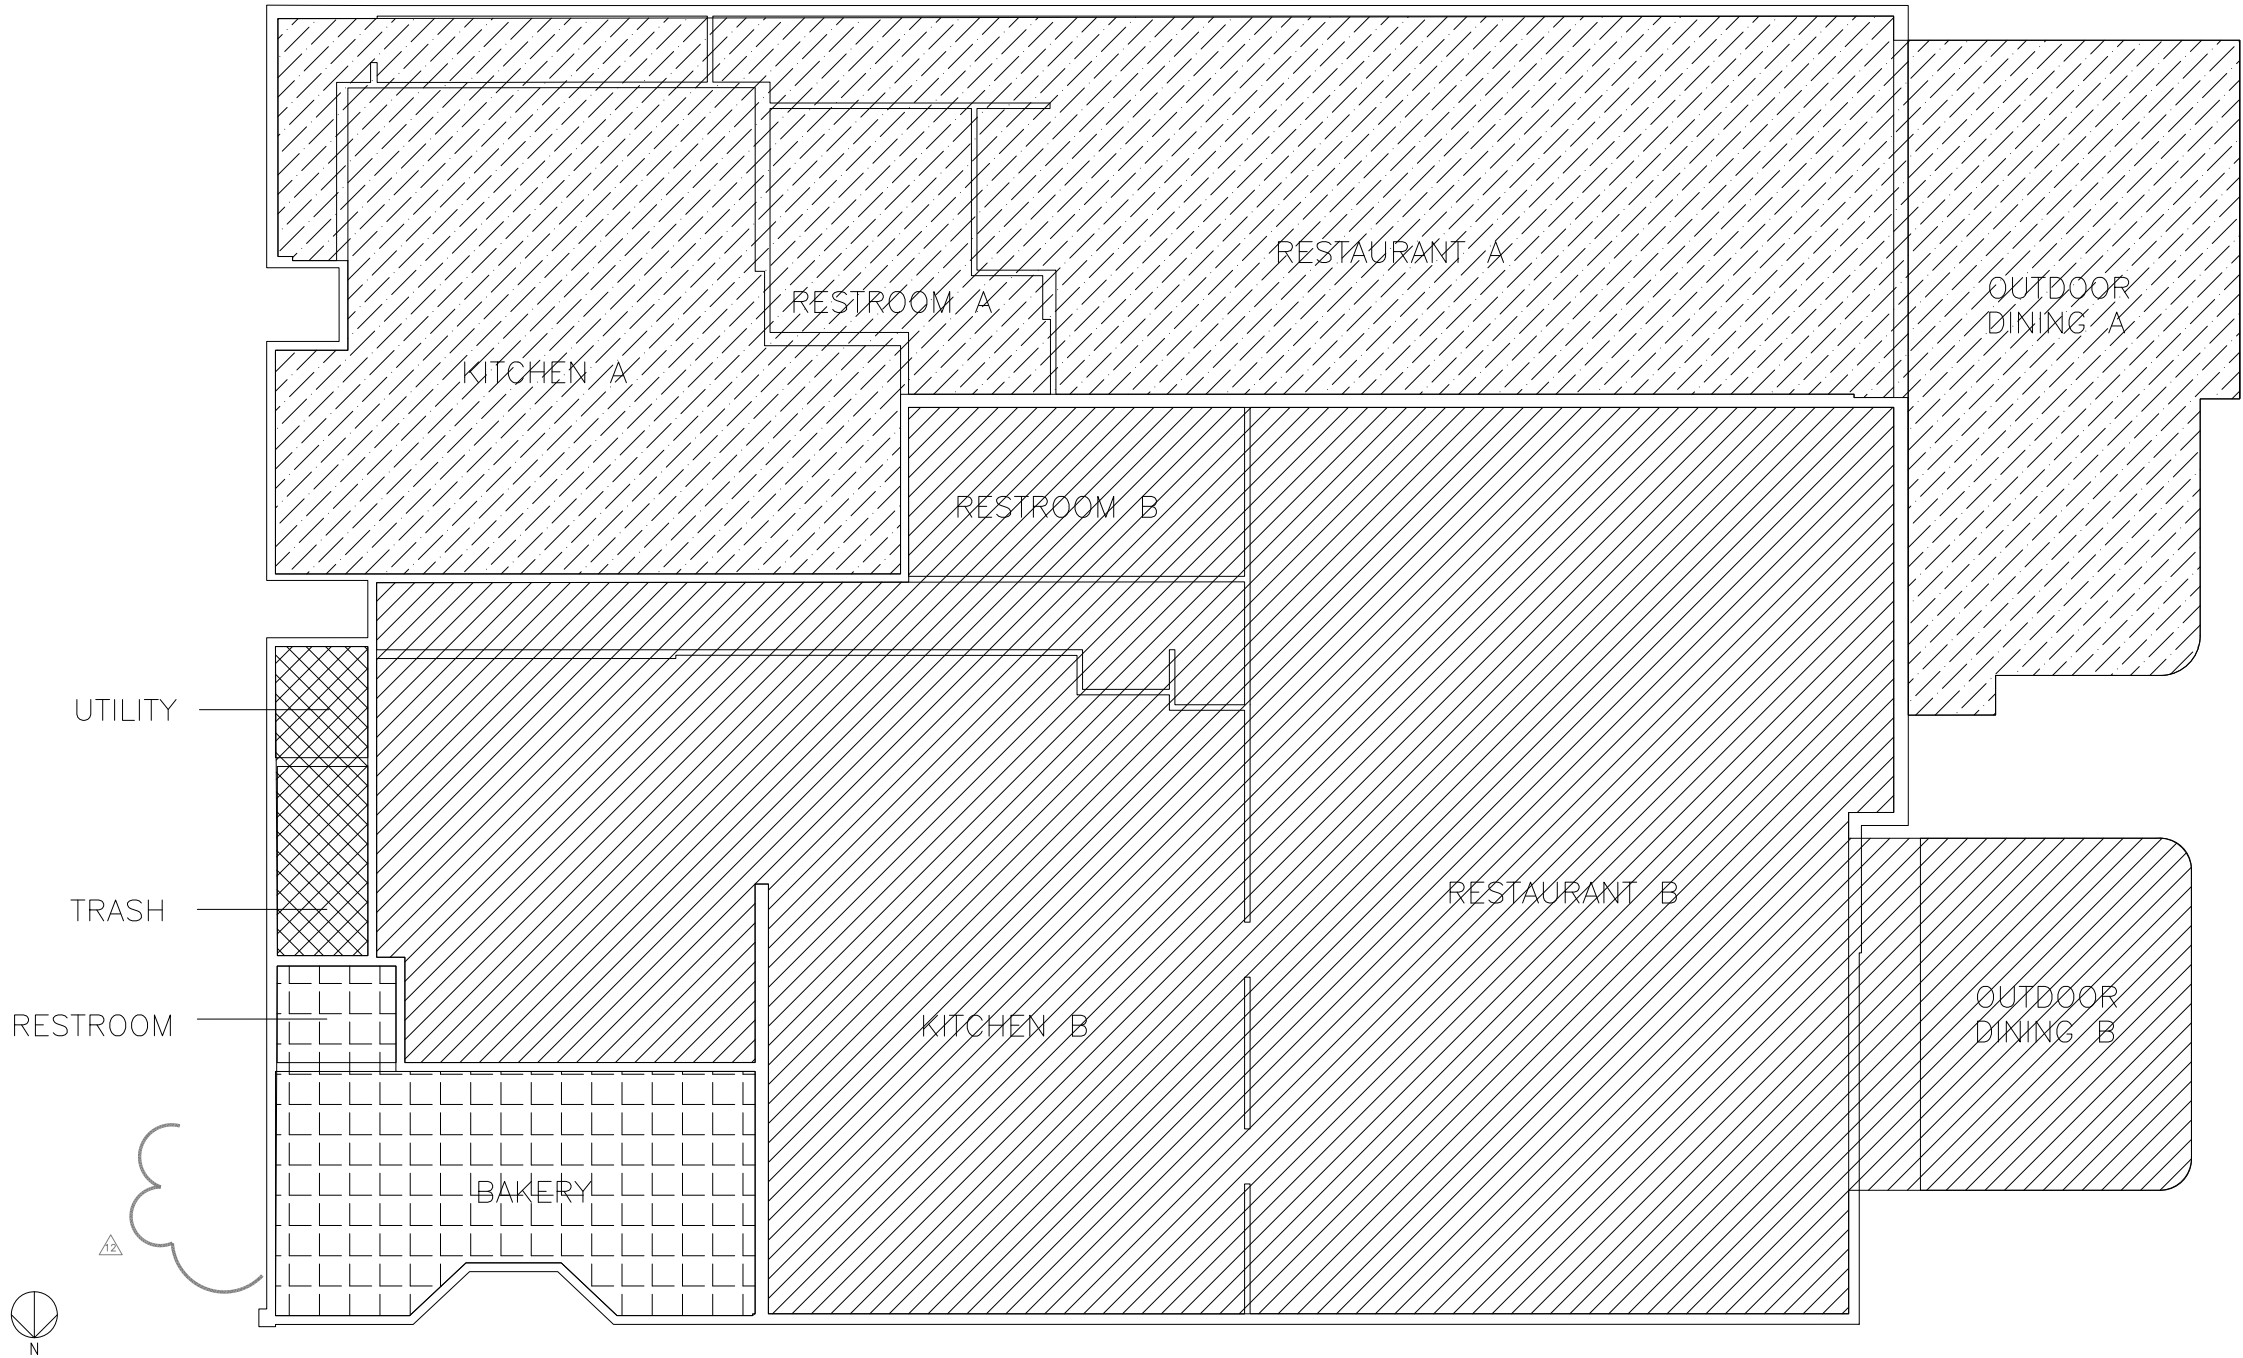 RESTAURANT A
OUTDOOR
DINING A
RESTROOM A
KITCHEN A
RESTROOM B
UTILITY
RESTAURANT B
TRASH
OUTDOOR
DINING B
RESTROOM
KITCHEN B
BAKERY
12
N